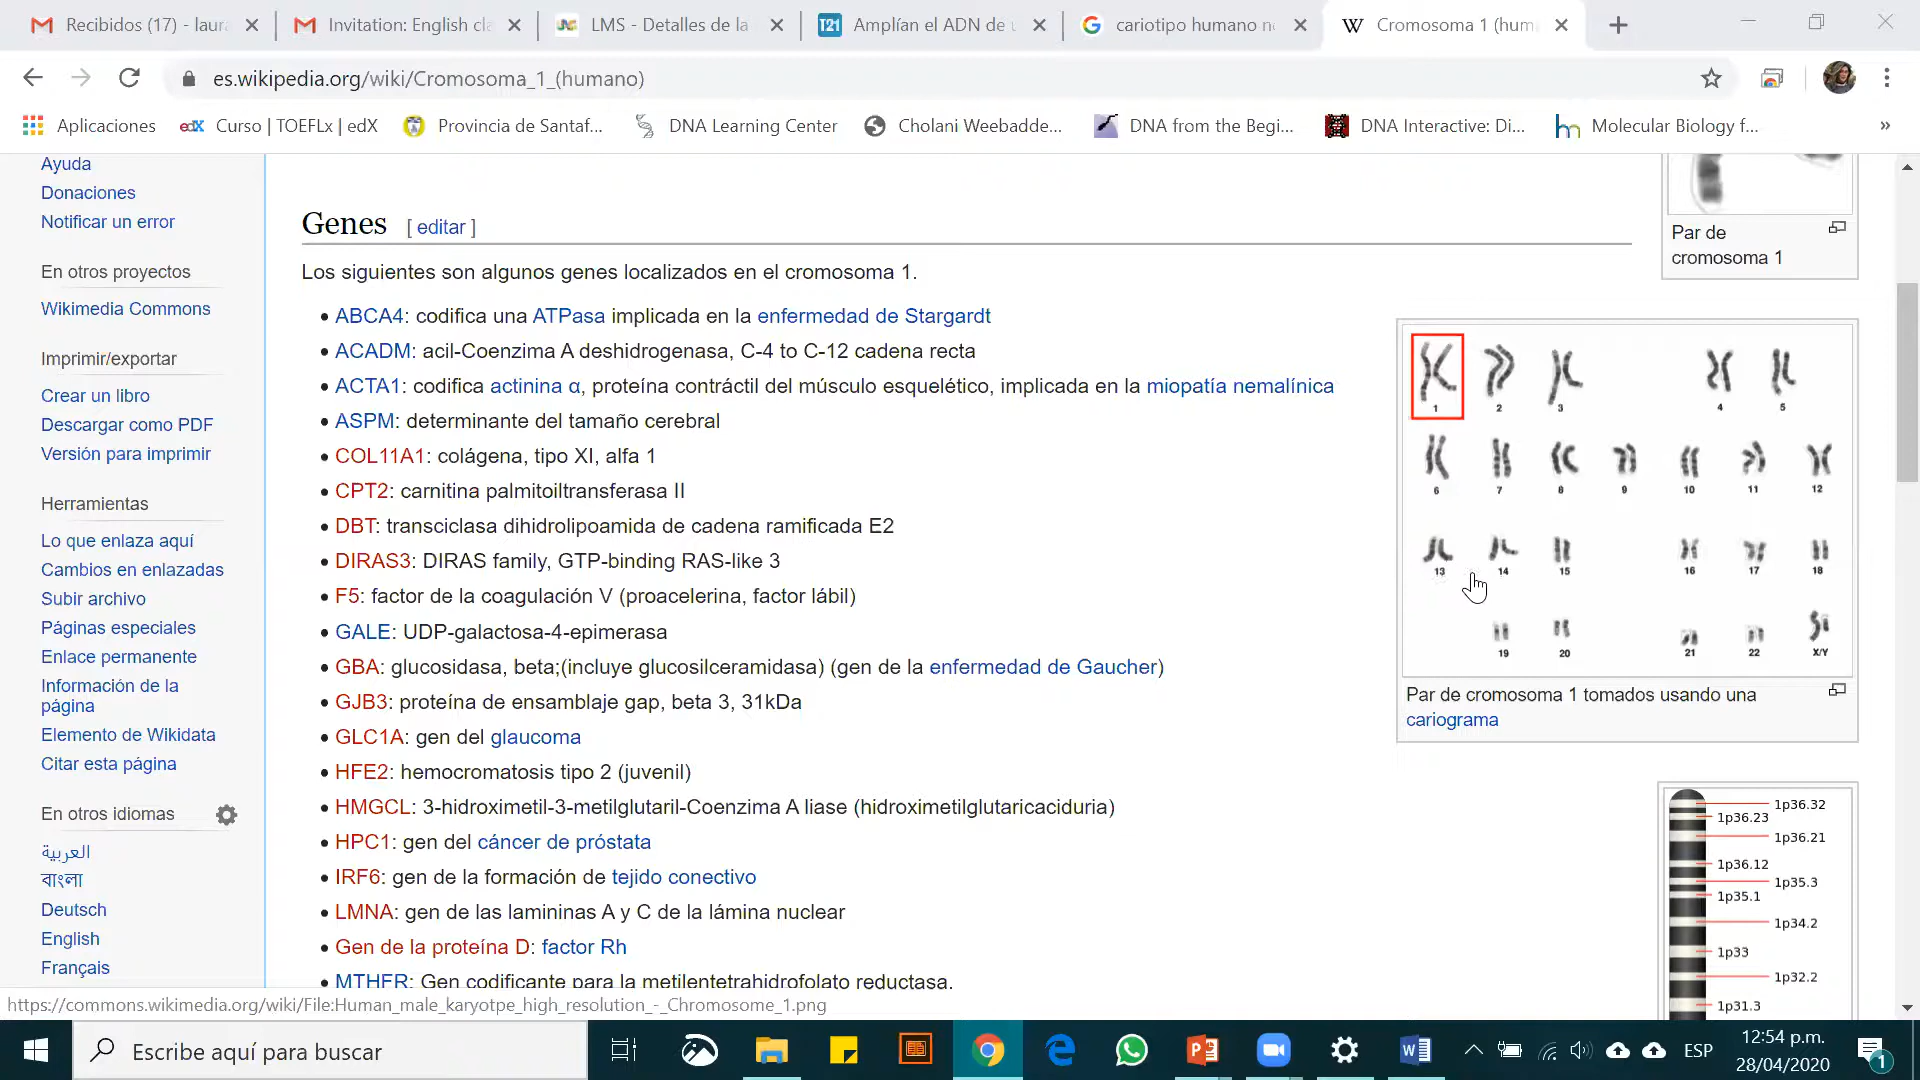 Recibidos (17) - laura
Invitation: English cla
LMS - Detalles de la
T21 Amplían el ADN de u
cariotipo humano no
Cromosoma 1 (huma
es.wikipedia.org/wiki/Cromosoma_1_(humano)
Aplicaciones
edX Curso | TOEFLx | edX
Provincia de Santaf...
DNA Learning Center
Cholani Weebadde...
DNA from the Begi...
DNA Interactive: Di...
Molecular Biology f...
»
Ayuda
Donaciones
Notificar un error
En otros proyectos
Wikimedia Commons
Imprimir/exportar
Crear un libro
Descargar como PDF
Versión para imprimir
Herramientas
Lo que enlaza aquí
Cambios en enlazadas
Subir archivo
Páginas especiales
Enlace permanente
Información de la
página
Elemento de Wikidata
Citar esta página
En otros idiomas
العربية
বাংলা
Deutsch
English
Français
Genes [ editar ]
Los siguientes son algunos genes localizados en el cromosoma 1.
• ABCA4: codifica una ATPasa implicada en la enfermedad de Stargardt
• ACADM: acil-Coenzima A deshidrogenasa, C-4 to C-12 cadena recta
• ACTA1: codifica actinina α, proteína contráctil del músculo esquelético, implicada en la miopatía nemalínica
• ASPM: determinante del tamaño cerebral
• COL11A1: colágena, tipo XI, alfa 1
• CPT2: carnitina palmitoiltransferasa II
• DBT: transciclasa dihidrolipoamida de cadena ramificada E2
• DIRAS3: DIRAS family, GTP-binding RAS-like 3
• F5: factor de la coagulación V (proacelerina, factor lábil)
• GALE: UDP-galactosa-4-epimerasa
• GBA: glucosidasa, beta;(incluye glucosilceramidasa) (gen de la enfermedad de Gaucher)
• GJB3: proteína de ensamblaje gap, beta 3, 31kDa
• GLC1A: gen del glaucoma
• HFE2: hemocromatosis tipo 2 (juvenil)
• HMGCL: 3-hidroximetil-3-metilglutaril-Coenzima A liase (hidroximetilglutaricaciduria)
• HPC1: gen del cáncer de próstata
• IRF6: gen de la formación de tejido conectivo
• LMNA: gen de las lamininas A y C de la lámina nuclear
• Gen de la proteína D: factor Rh
• MTHFR: Gen codificante para la metilentetrahidrofolato reductasa.
Par de
cromosoma 1
1 2 3 4 5
6 7 8 9 10 11 12
13 14 15 16 17 18
19 20 21 22 X/Y
Par de cromosoma 1 tomados usando una
cariograma
1p36.32
1p36.23
1p36.21
1p36.12
1p35.3
1p35.1
1p34.2
1p33
1p32.2
1p31.3
https://commons.wikimedia.org/wiki/File:Human_male_karyotpe_high_resolution_-_Chromosome_1.png
Escribe aquí para buscar
ESP
12:54 p.m.
28/04/2020
1